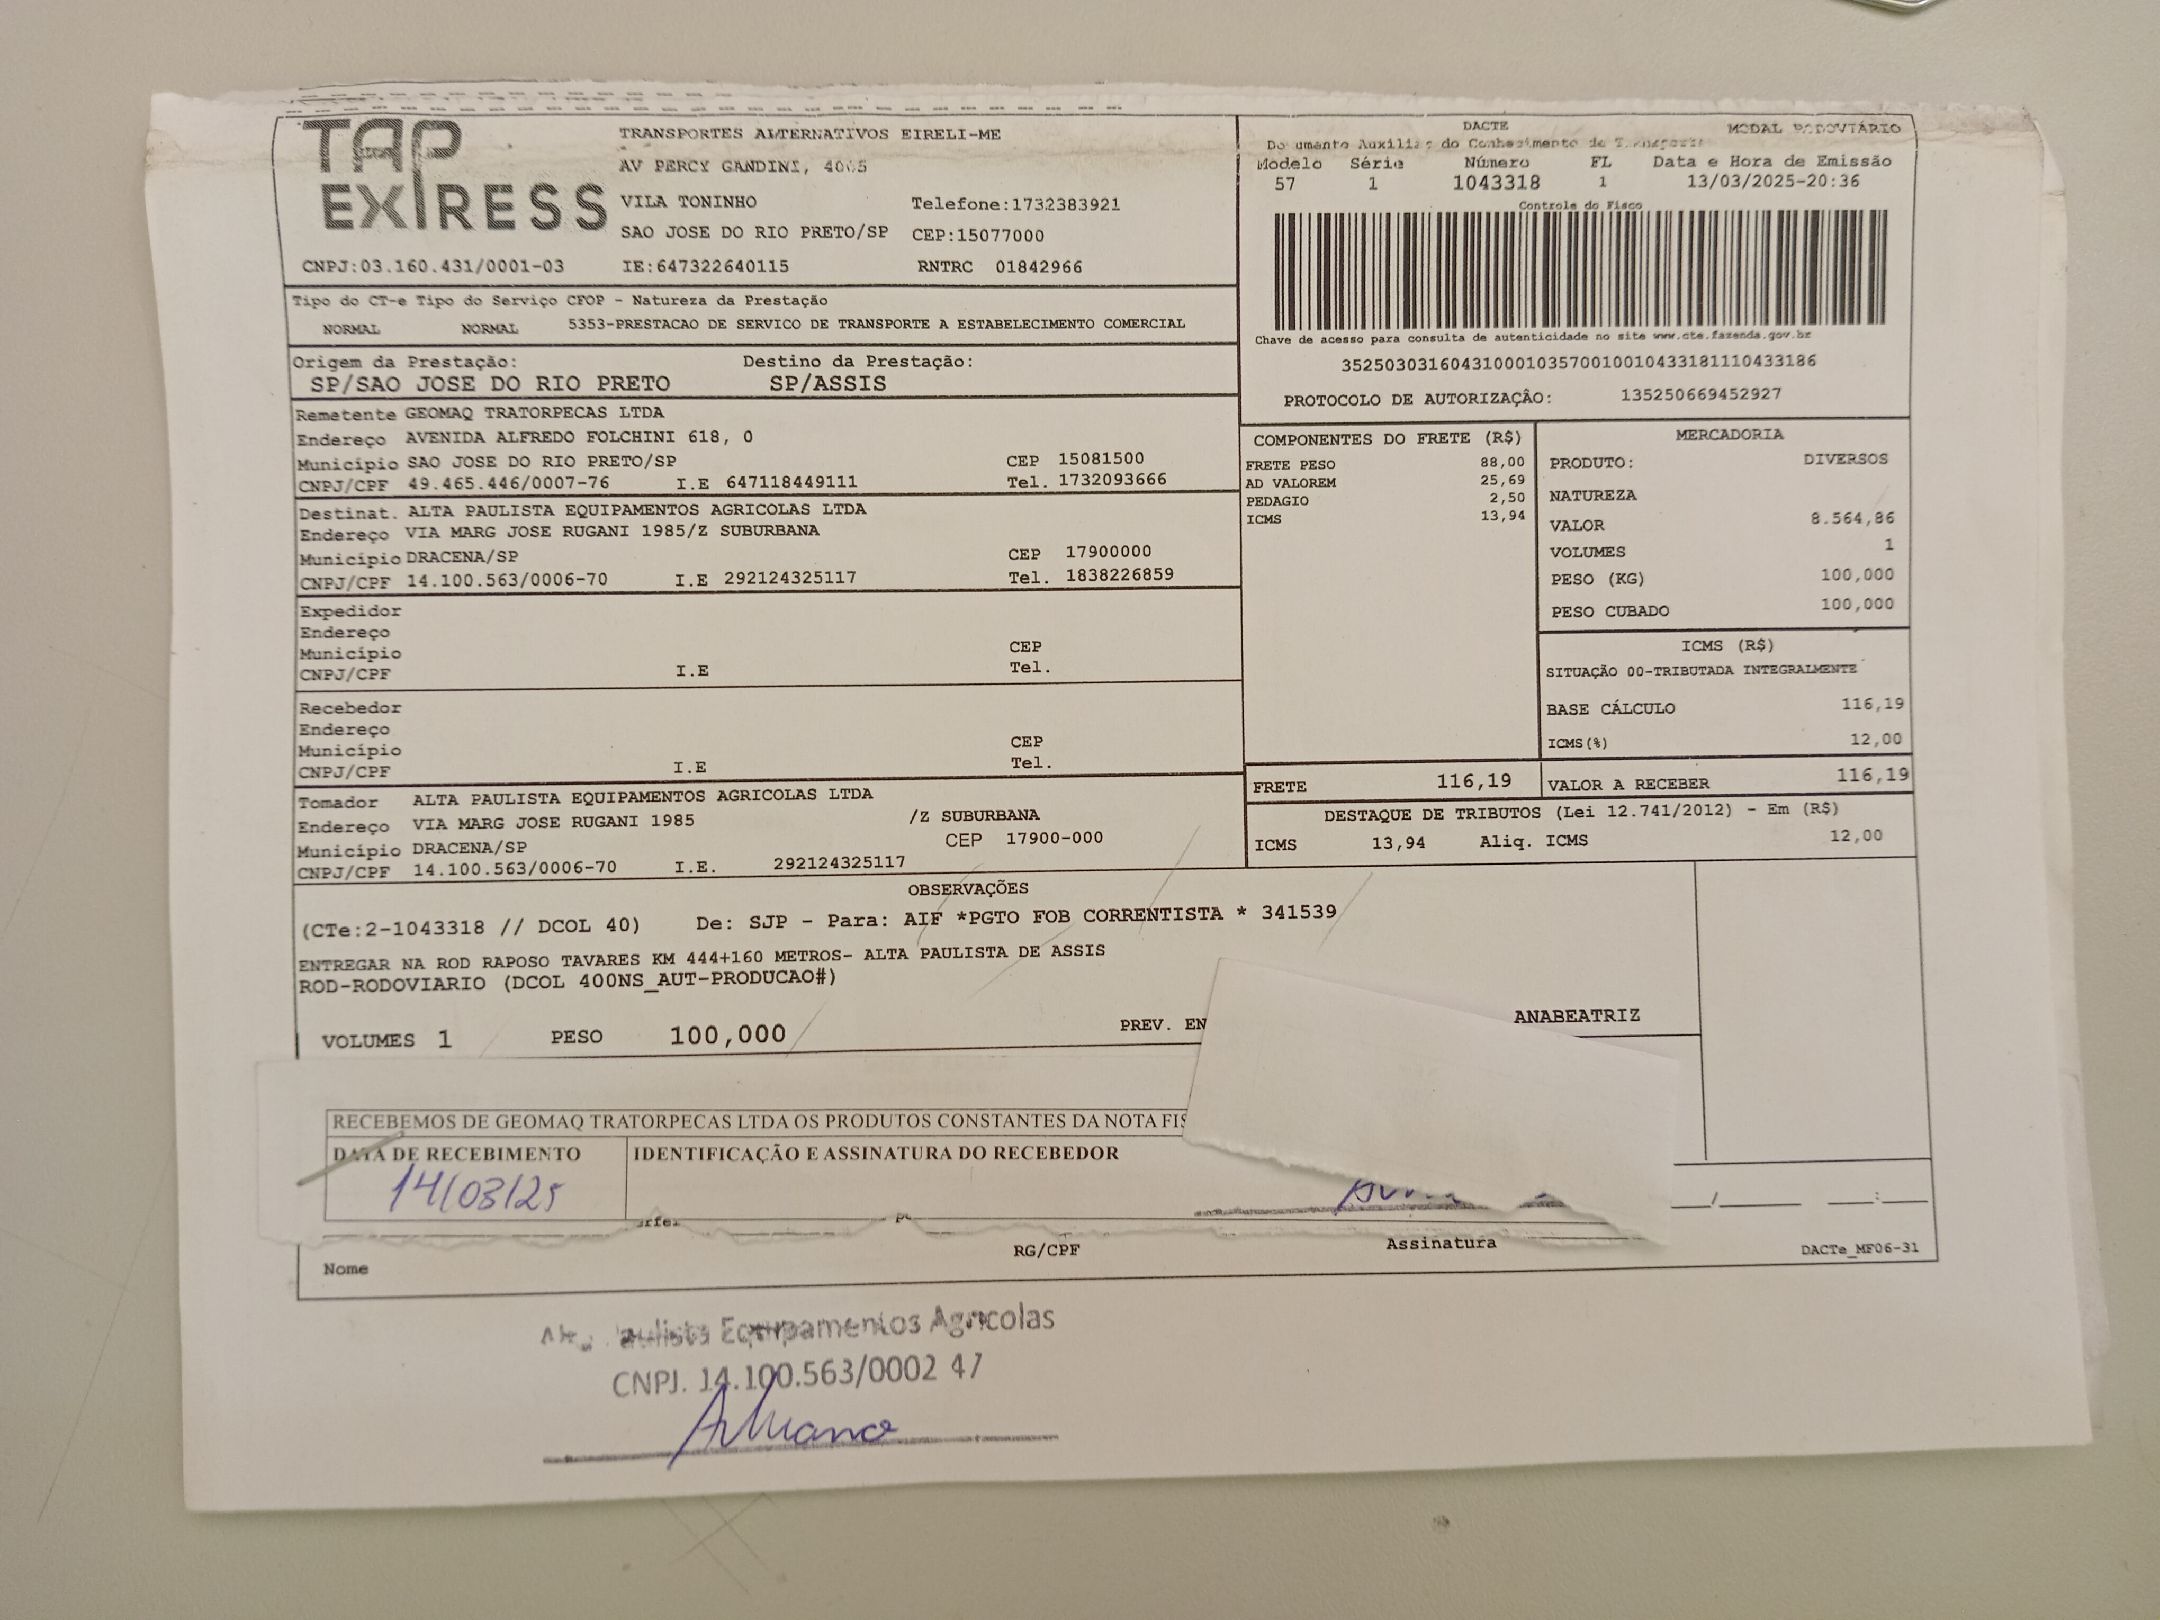 TAP
EXPRESS
TRANSPORTES ALTERNATIVOS EIRELI-ME
AV PERCY GANDINI, 4065
VILA TONINHO Telefone:1732383921
SAO JOSE DO RIO PRETO/SP CEP:15077000
CNPJ:03.160.431/0001-03 IE:647322640115 RNTRC 01842966
DACTE MODAL RODOVIÁRIO
Documento Auxiliar do Conhecimento de Transporte
Modelo Série Número FL Data e Hora de Emissão
57 1 1043318 1 13/03/2025-20:36
Controle do Fisco
Chave de acesso para consulta de autenticidade no site www.cte.fazenda.gov.br
35250303160431000103570010010433181110433186
PROTOCOLO DE AUTORIZAÇÂO: 135250669452927
Tipo do CT-e Tipo do Serviço CFOP - Natureza da Prestação
NORMAL NORMAL 5353-PRESTACAO DE SERVICO DE TRANSPORTE A ESTABELECIMENTO COMERCIAL
Origem da Prestação: Destino da Prestação:
SP/SAO JOSE DO RIO PRETO SP/ASSIS
Remetente GEOMAQ TRATORPECAS LTDA
Endereço AVENIDA ALFREDO FOLCHINI 618, 0
Município SAO JOSE DO RIO PRETO/SP CEP 15081500
CNPJ/CPF 49.465.446/0007-76 I.E 647118449111 Tel. 1732093666
Destinat. ALTA PAULISTA EQUIPAMENTOS AGRICOLAS LTDA
Endereço VIA MARG JOSE RUGANI 1985/Z SUBURBANA
Município DRACENA/SP CEP 17900000
CNPJ/CPF 14.100.563/0006-70 I.E 292124325117 Tel. 1838226859
Expedidor
Endereço
Município CEP
CNPJ/CPF I.E Tel.
Recebedor
Endereço
Município CEP
CNPJ/CPF I.E Tel.
Tomador ALTA PAULISTA EQUIPAMENTOS AGRICOLAS LTDA
Endereço VIA MARG JOSE RUGANI 1985 /Z SUBURBANA
Município DRACENA/SP CEP 17900-000
CNPJ/CPF 14.100.563/0006-70 I.E. 292124325117
COMPONENTES DO FRETE (R$)
FRETE PESO 88,00
AD VALOREM 25,69
PEDAGIO 2,50
ICMS 13,94
MERCADORIA
PRODUTO: DIVERSOS
NATUREZA
VALOR 8.564,86
VOLUMES 1
PESO (KG) 100,000
PESO CUBADO 100,000
ICMS (R$)
SITUAÇÃO 00-TRIBUTADA INTEGRALMENTE
BASE CÁLCULO 116,19
ICMS(%) 12,00
FRETE 116,19 VALOR A RECEBER 116,19
DESTAQUE DE TRIBUTOS (Lei 12.741/2012) - Em (R$)
ICMS 13,94 Aliq. ICMS 12,00
OBSERVAÇÕES
(CTe:2-1043318 // DCOL 40) De: SJP - Para: AIF *PGTO FOB CORRENTISTA * 341539
ENTREGAR NA ROD RAPOSO TAVARES KM 444+160 METROS- ALTA PAULISTA DE ASSIS
ROD-RODOVIARIO (DCOL 400NS_AUT-PRODUCAO#)
VOLUMES 1 PESO 100,000 PREV. EN ANABEATRIZ
RECEBEMOS DE GEOMAQ TRATORPECAS LTDA OS PRODUTOS CONSTANTES DA NOTA FIS
DATA DE RECEBIMENTO IDENTIFICAÇÃO E ASSINATURA DO RECEBEDOR
14/03/25
Nome RG/CPF Assinatura DACTe_MF06-31
Paulista Equipamentos Agricolas
CNPJ. 14.100.563/0002 47